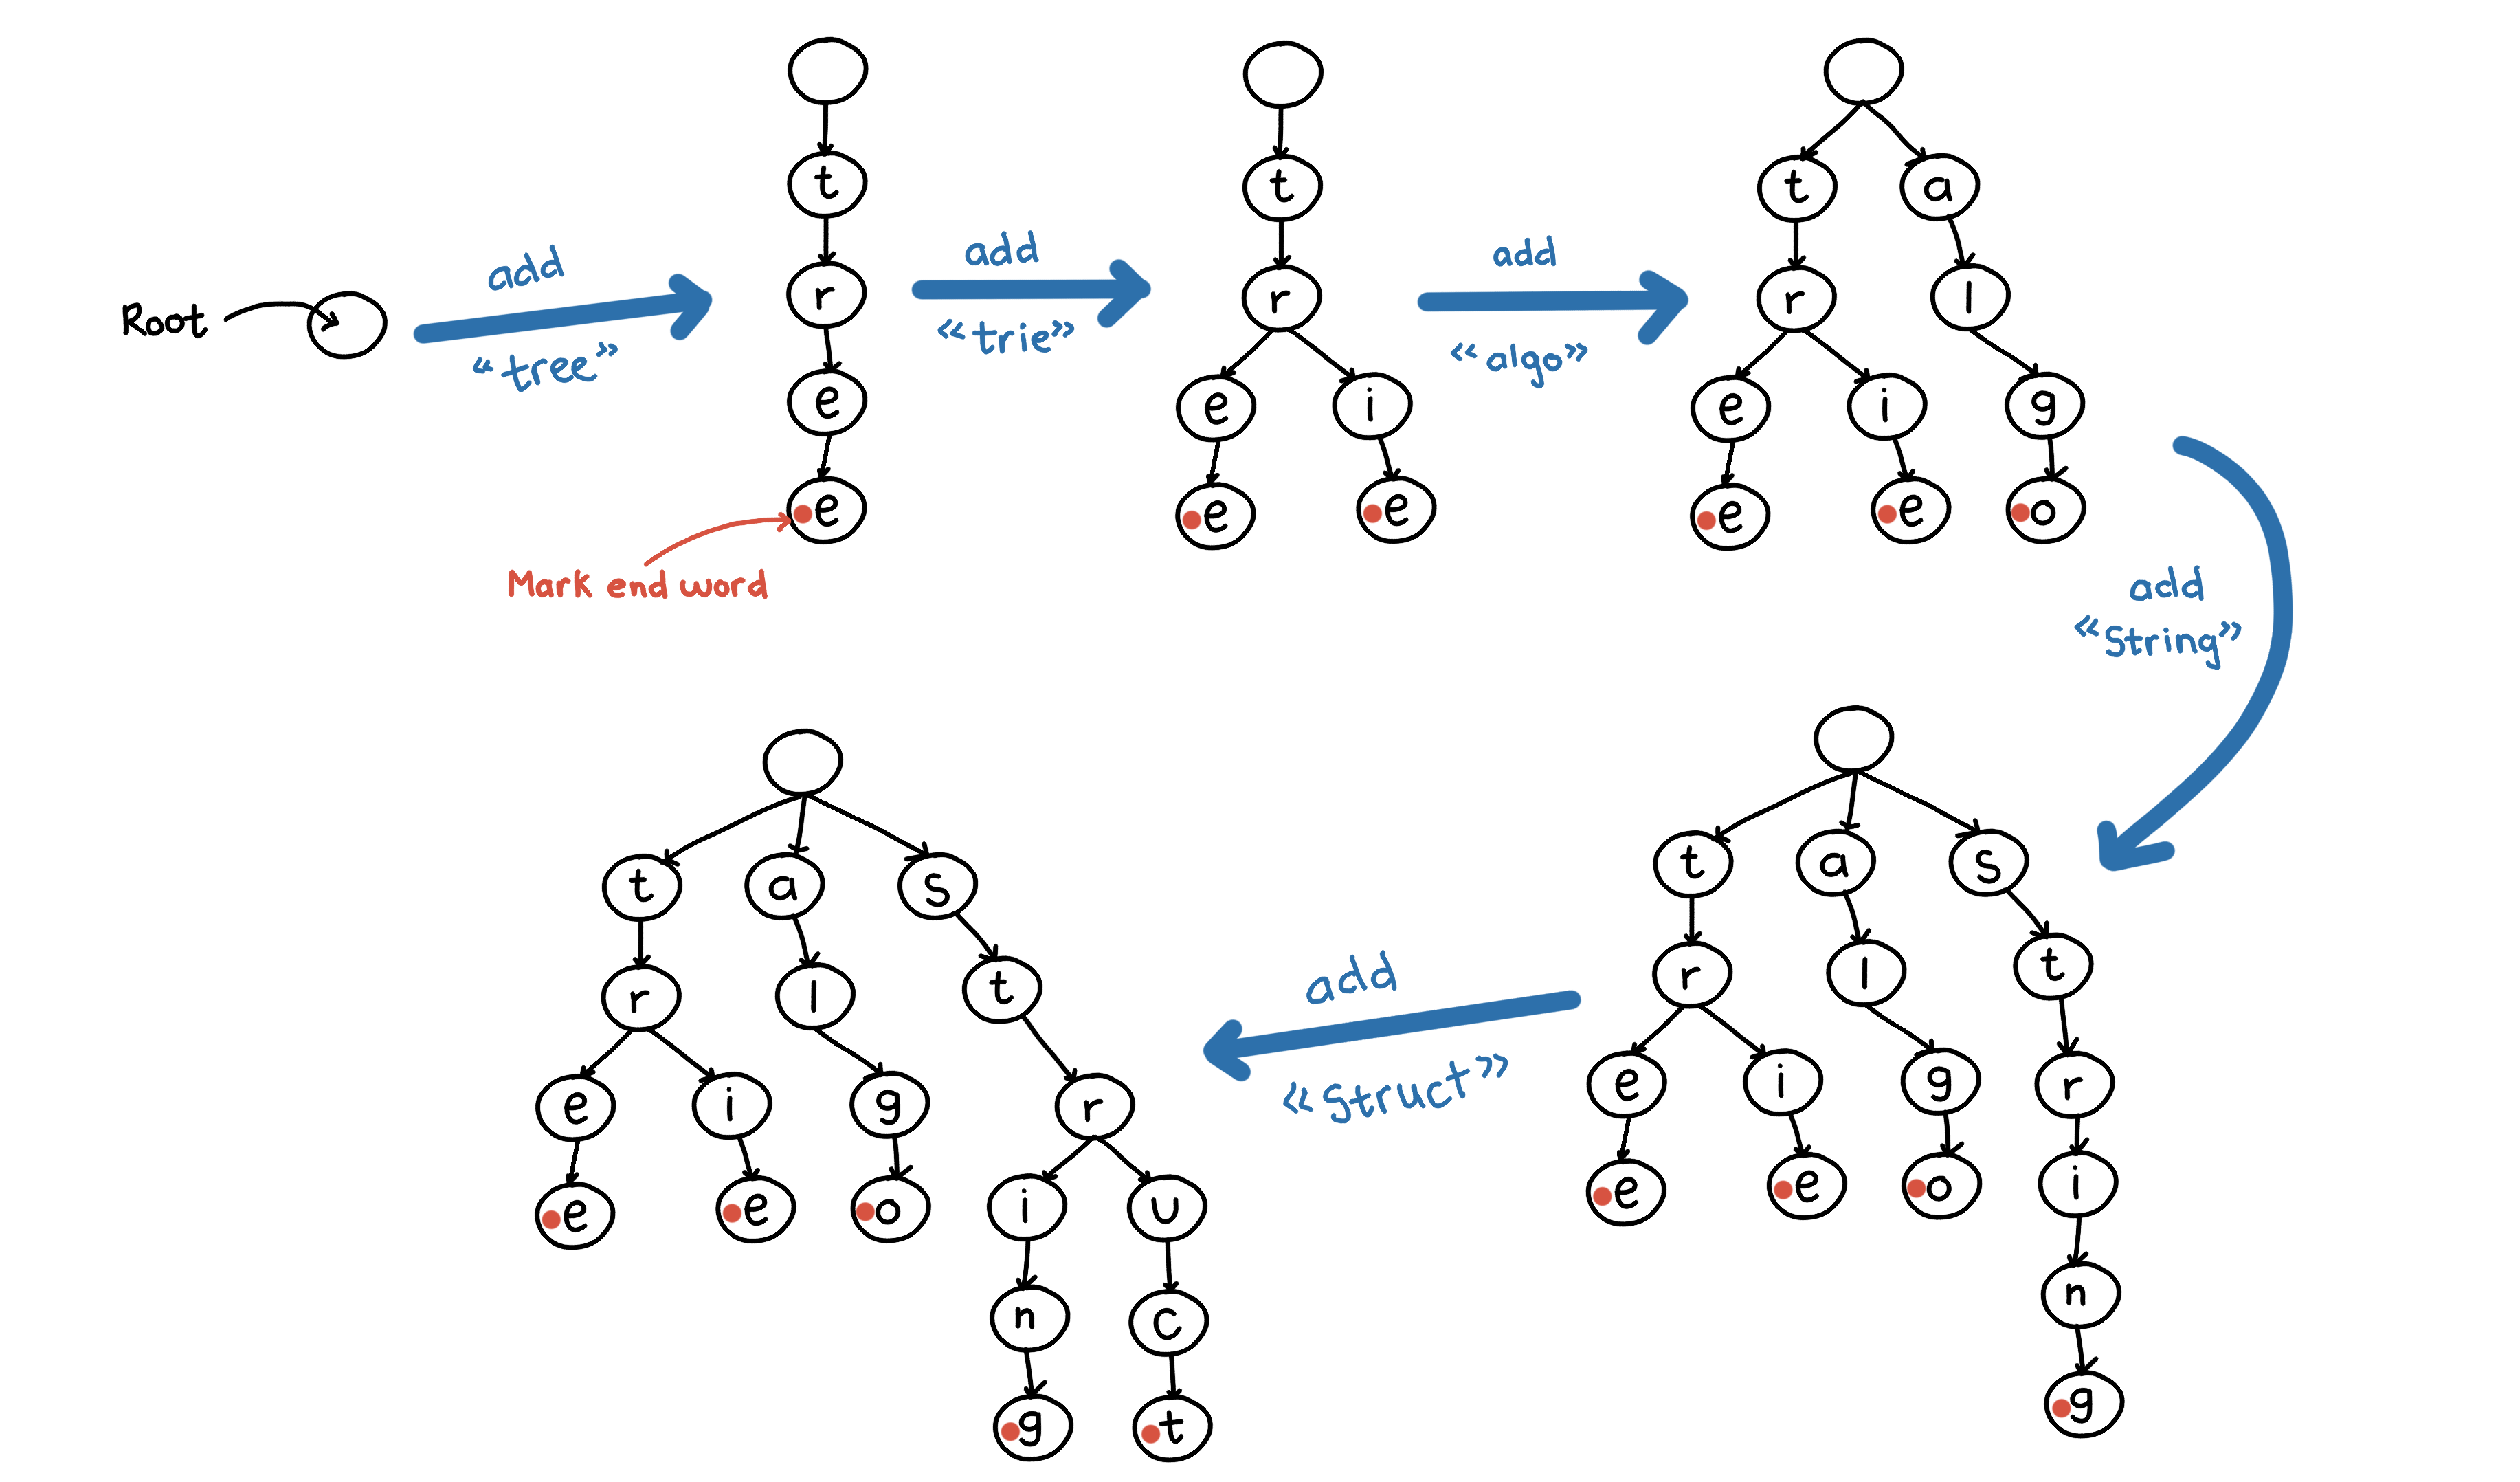 Root
add
«tree»
t
r
e
e
Mark end word
add
«trie»
t
r
e i
e e
add
«algo»
t a
r l
e i g
e e o
add
«String»
t a s
r l t
e i g r
e e o i
n
g
add
«struct»
t a s
r l t
e i g r
e e o i u
n c
g t